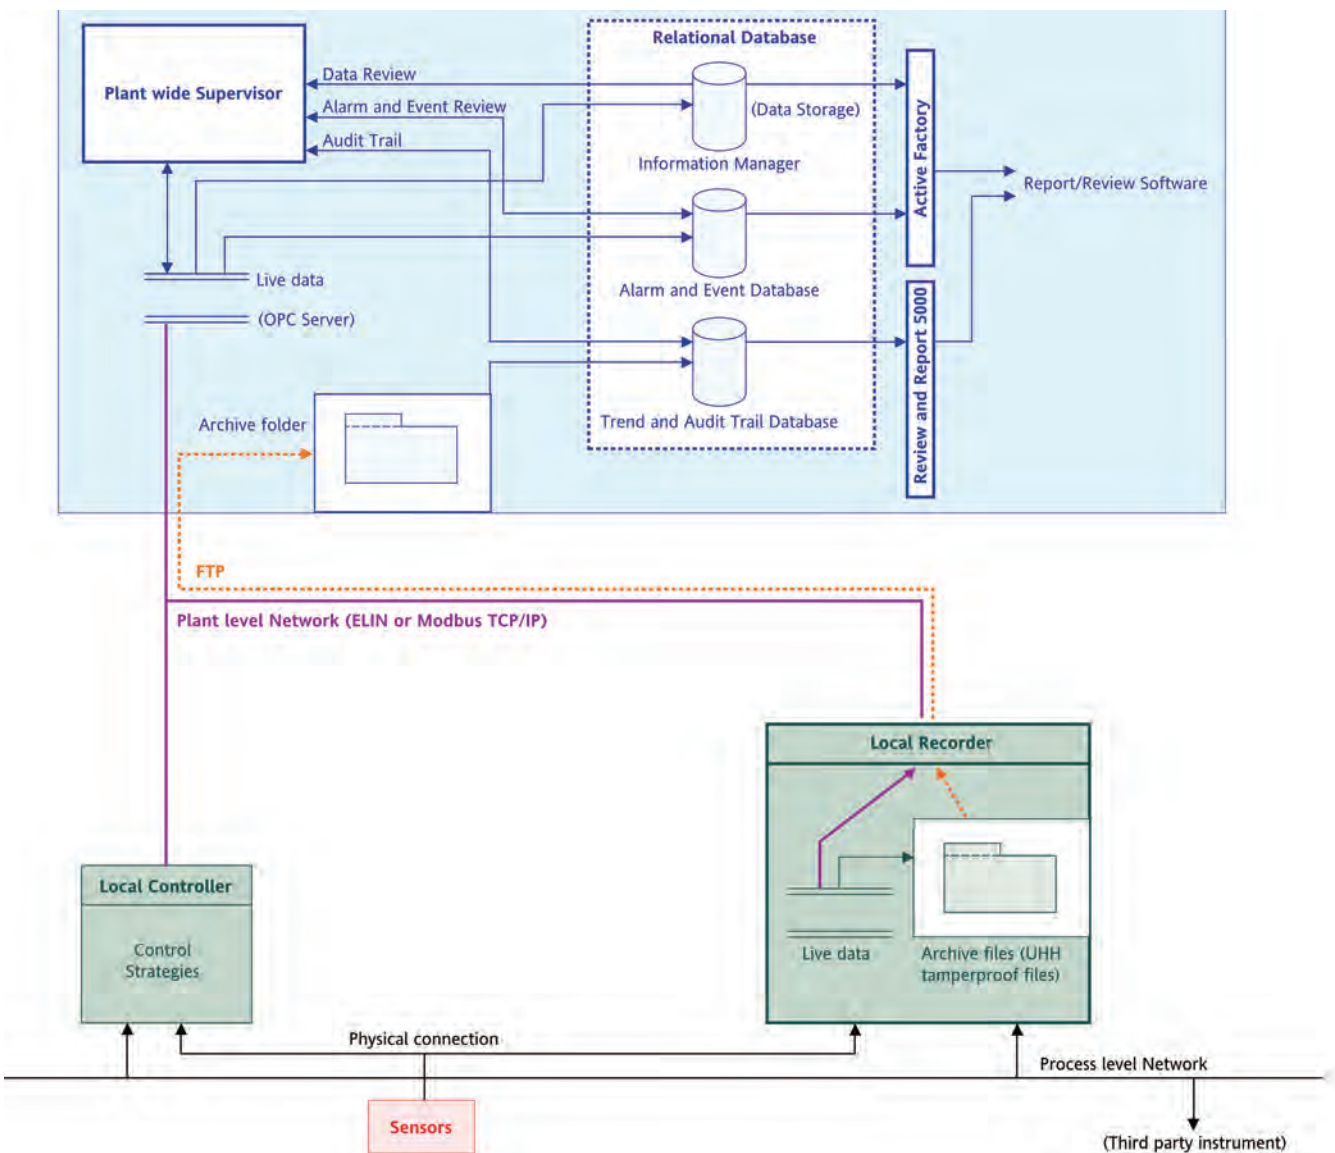 Relational Database
Plant wide Supervisor
Data Review
Alarm and Event Review
Audit Trail
(Data Storage)
Information Manager
Active Factory
Report/Review Software
Live data
(OPC Server)
Alarm and Event Database
Review and Report 5000
Archive folder
Trend and Audit Trail Database
FTP
Plant level Network (ELIN or Modbus TCP/IP)
Local Recorder
Local Controller
Control
Strategies
Live data
Archive files (UHH
tamperproof files)
Physical connection
Process level Network
Sensors
(Third party instrument)